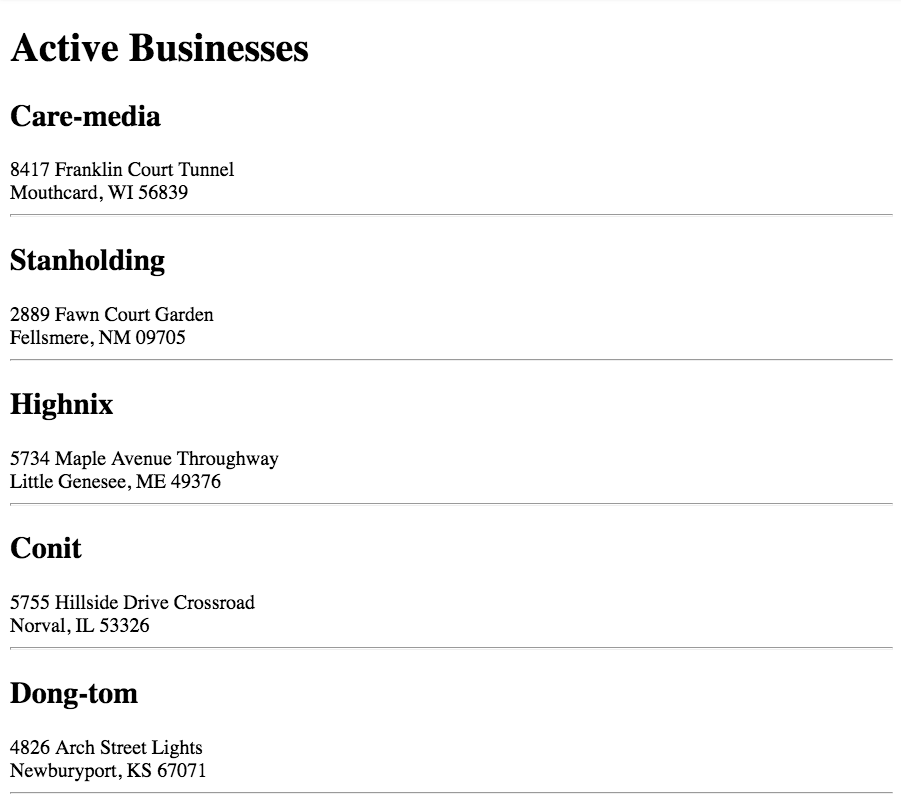 Active Businesses
Care-media
8417 Franklin Court Tunnel
Mouthcard, WI 56839
Stanholding
2889 Fawn Court Garden
Fellsmere, NM 09705
Highnix
5734 Maple Avenue Throughway
Little Genesee, ME 49376
Conit
5755 Hillside Drive Crossroad
Norval, IL 53326
Dong-tom
4826 Arch Street Lights
Newburyport, KS 67071